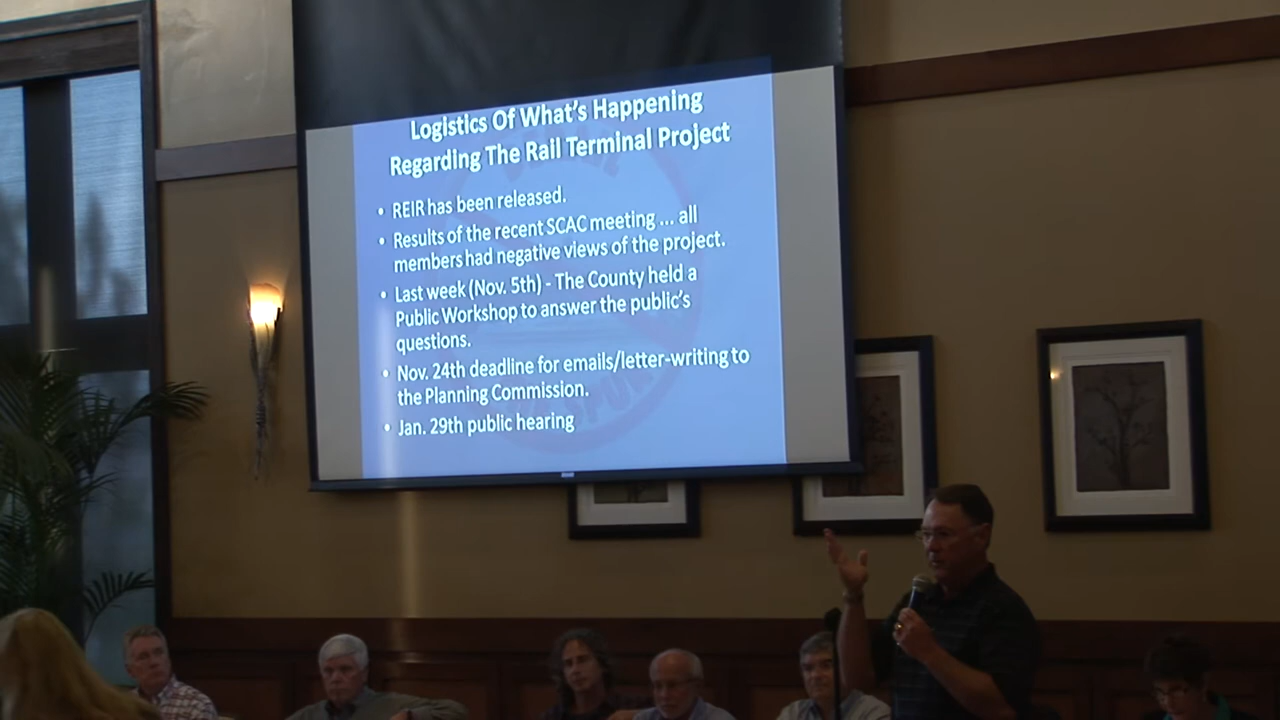 Logistics Of What's Happening
Regarding The Rail Terminal Project
• REIR has been released.
• Results of the recent SCAC meeting ... all
members had negative views of the project.
• Last week (Nov. 5th) - The County held a
Public Workshop to answer the public's
questions.
• Nov. 24th deadline for emails/letter-writing to
the Planning Commission.
• Jan. 29th public hearing